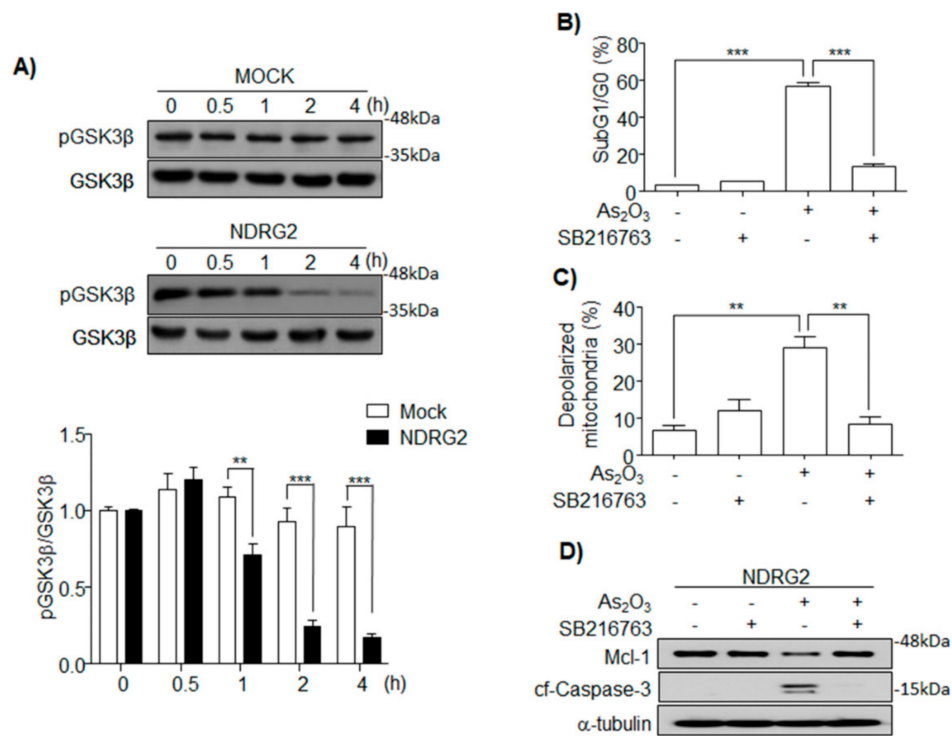 A)
MOCK
0 0.5 1 2 4 (h)
-48kDa
pGSK3β
-35kDa
GSK3β
NDRG2
0 0.5 1 2 4 (h)
-48kDa
pGSK3β
-35kDa
GSK3β
Mock
NDRG2
pGSK3β/GSK3β
1.5
1.0
0.5
0.0
** *** ***
0 0.5 1 2 4 (h)
B)
SubG1/G0 (%)
80
60
40
20
0
*** ***
As₂O₃ - - + +
SB216763 - + - +
C)
Depolarized
mitochondria (%)
40
30
20
10
0
** **
As₂O₃ - - + +
SB216763 - + - +
D)
NDRG2
As₂O₃ - - + +
SB216763 - + - +
-48kDa
Mcl-1
cf-Caspase-3
-15kDa
α-tubulin